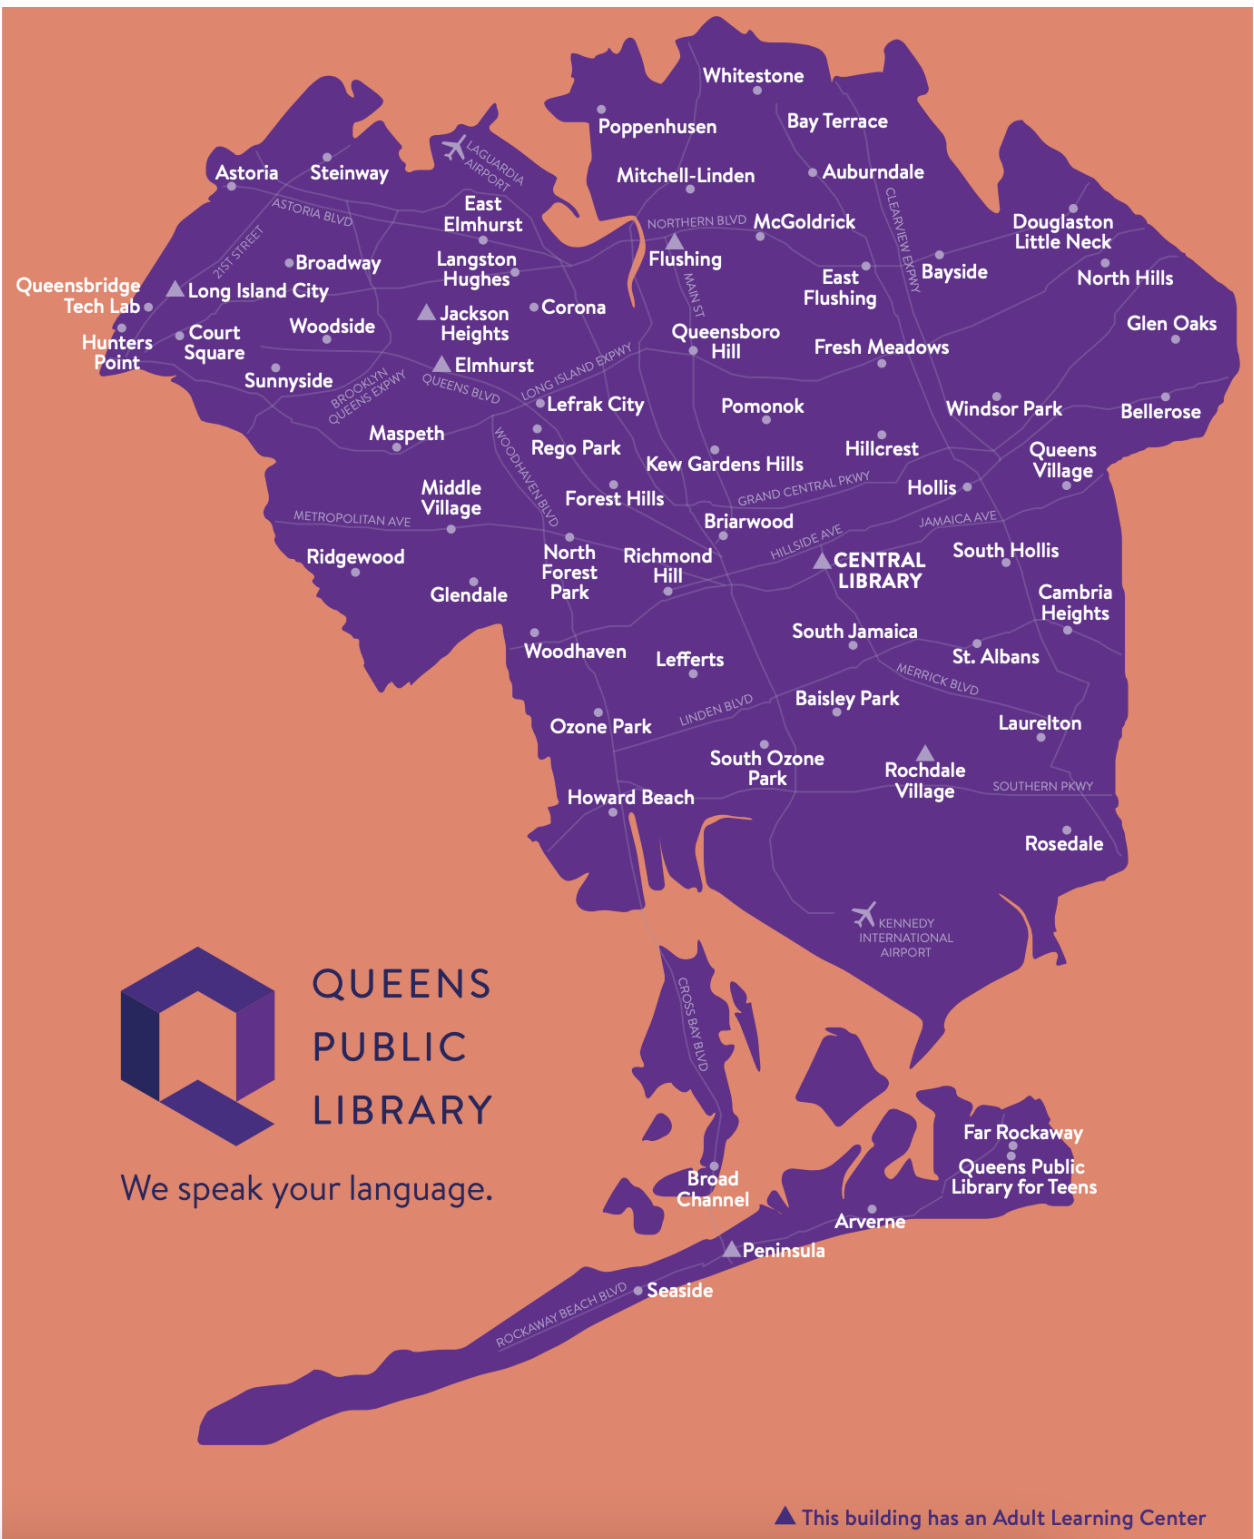 Whitestone
Poppenhusen
Bay Terrace
LAGUARDIA
AIRPORT
Astoria
Steinway
Mitchell-Linden
Auburndale
ASTORIA BLVD
East
Elmhurst
NORTHERN BLVD
McGoldrick
CLEARVIEW EXPWY
Douglaston
Little Neck
21ST STREET
Broadway
Langston
Hughes
Flushing
East
Flushing
Bayside
North Hills
Queensbridge
Tech Lab
Long Island City
MAIN ST
Jackson
Heights
Corona
Hunters
Point
Court
Square
Woodside
Queensboro
Hill
Fresh Meadows
Glen Oaks
Sunnyside
Elmhurst
LONG ISLAND EXPWY
BROOKLYN
QUEENS EXPWY
QUEENS BLVD
Lefrak City
Pomonok
Windsor Park
Bellerose
Maspeth
WOODHAVEN BLVD
Rego Park
Kew Gardens Hills
Hillcrest
Queens
Village
Middle
Village
Forest Hills
GRAND CENTRAL PKWY
Hollis
METROPOLITAN AVE
Briarwood
HILLSIDE AVE
JAMAICA AVE
Ridgewood
North
Forest
Park
Richmond
Hill
CENTRAL
LIBRARY
South Hollis
Glendale
Cambria
Heights
Woodhaven
Lefferts
South Jamaica
St. Albans
MERRICK BLVD
LINDEN BLVD
Baisley Park
Ozone Park
Laurelton
South Ozone
Park
Rochdale
Village
SOUTHERN PKWY
Howard Beach
Rosedale
KENNEDY
INTERNATIONAL
AIRPORT
CROSS BAY BLVD
QUEENS
PUBLIC
LIBRARY
We speak your language.
Far Rockaway
Queens Public
Library for Teens
Broad
Channel
Arverne
Peninsula
Seaside
ROCKAWAY BEACH BLVD
This building has an Adult Learning Center